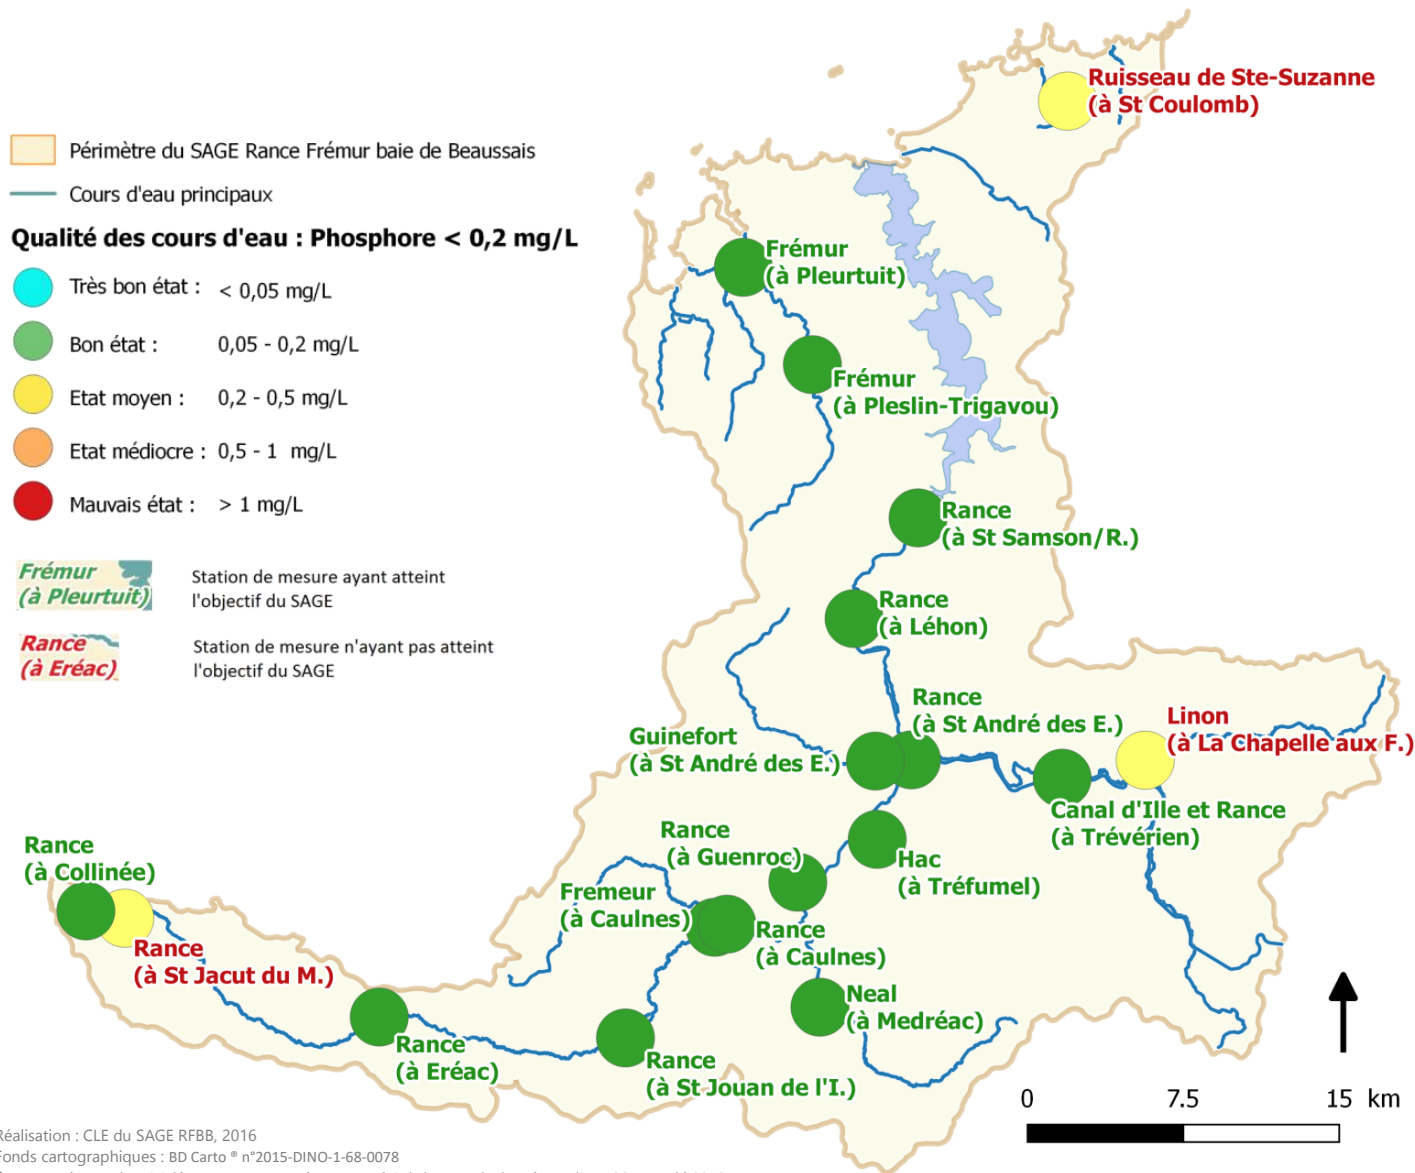 Périmètre du SAGE Rance Frémur baie de Beaussais
Cours d'eau principaux
Qualité des cours d'eau : Phosphore < 0,2 mg/L
Très bon état : < 0,05 mg/L
Bon état : 0,05 - 0,2 mg/L
Etat moyen : 0,2 - 0,5 mg/L
Etat médiocre : 0,5 - 1 mg/L
Mauvais état : > 1 mg/L
Frémur
(à Pleurtuit)
Station de mesure ayant atteint
l'objectif du SAGE
Rance
(à Eréac)
Station de mesure n'ayant pas atteint
l'objectif du SAGE
Ruisseau de Ste-Suzanne
(à St Coulomb)
Frémur
(à Pleurtuit)
Frémur
(à Pleslin-Trigavou)
Rance
(à St Samson/R.)
Rance
(à Léhon)
Rance
(à St André des E.)
Guinefort
(à St André des E.)
Linon
(à La Chapelle aux F.)
Canal d'Ille et Rance
(à Trévérien)
Rance
(à Guenroc)
Hac
(à Tréfumel)
Fremeur
(à Caulnes)
Rance
(à Caulnes)
Rance
(à Collinée)
Rance
(à St Jacut du M.)
Neal
(à Medréac)
Rance
(à Eréac)
Rance
(à St Jouan de l'I.)
0 7.5 15 km
Réalisation : CLE du SAGE RFBB, 2016
Fonds cartographiques : BD Carto ® n°2015-DINO-1-68-0078